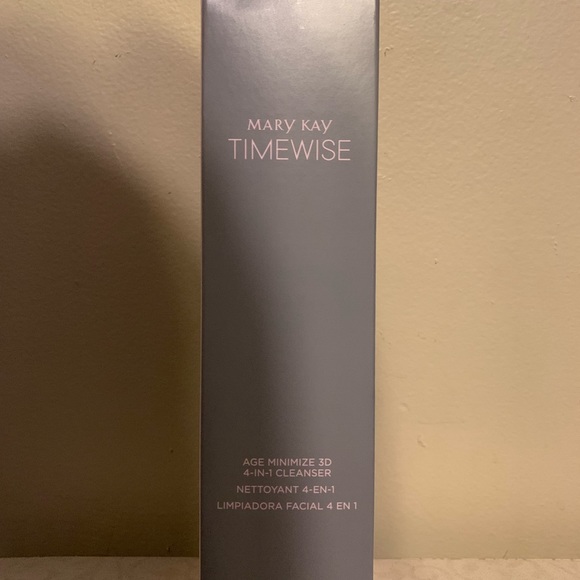 MARY KAY
TIMEWISE
AGE MINIMIZE 3D
4-IN-1 CLEANSER
NETTOYANT 4-EN-1
LIMPIADORA FACIAL 4 EN 1